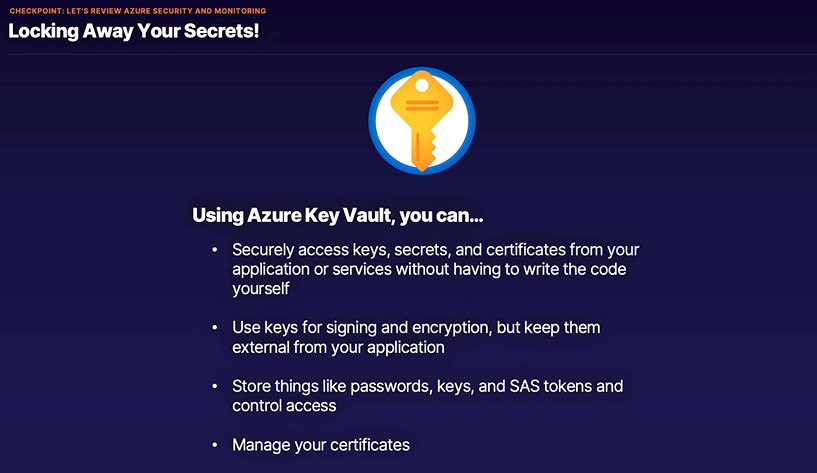 CHECKPOINT: LET'S REVIEW AZURE SECURITY AND MONITORING
Locking Away Your Secrets!
Using Azure Key Vault, you can...
• Securely access keys, secrets, and certificates from your
application or services without having to write the code
yourself
• Use keys for signing and encryption, but keep them
external from your application
• Store things like passwords, keys, and SAS tokens and
control access
• Manage your certificates